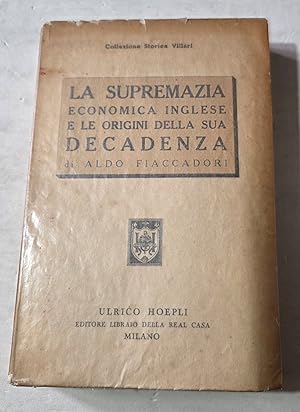 Collezione Storica Villari
LA SUPREMAZIA
ECONOMICA INGLESE
E LE ORIGINI DELLA SUA
DECADENZA
di ALDO FIACCADORI
ULRICO HOEPLI
EDITORE LIBRAIO DELLA REAL CASA
MILANO